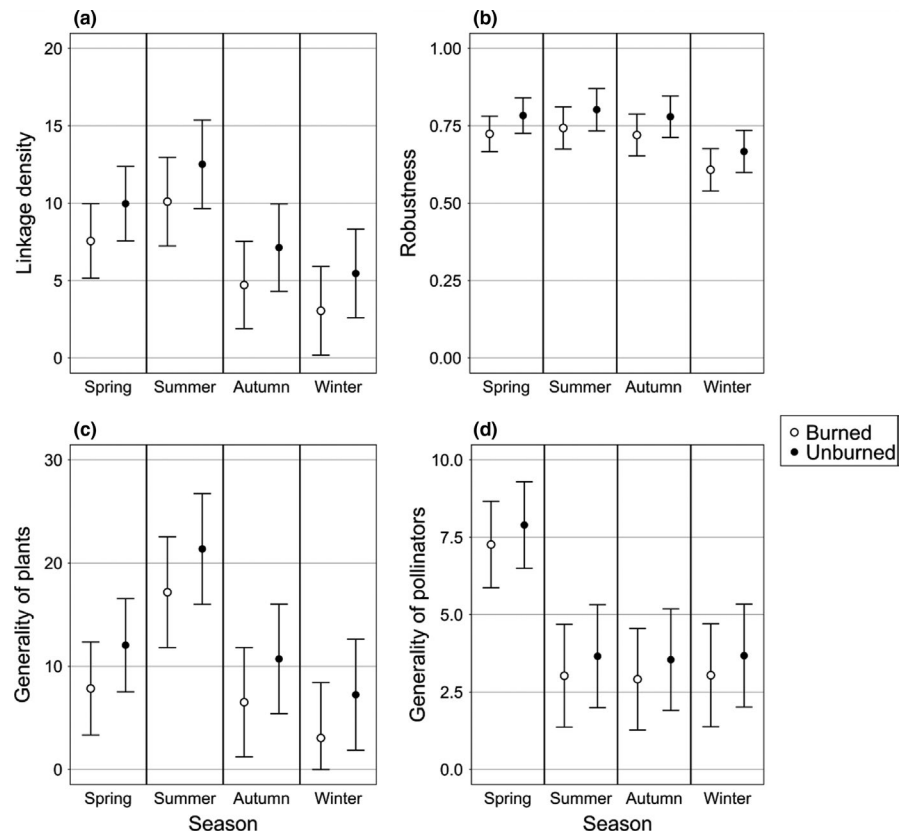 (a)
20
15
10
5
0
Linkage density
Spring Summer Autumn Winter
(b)
1.00
0.75
0.50
0.25
0.00
Robustness
Spring Summer Autumn Winter
(c)
30
20
10
0
Generality of plants
Spring Summer Autumn Winter
Season
(d)
10.0
7.5
5.0
2.5
0.0
Generality of pollinators
Spring Summer Autumn Winter
Season
Burned
Unburned